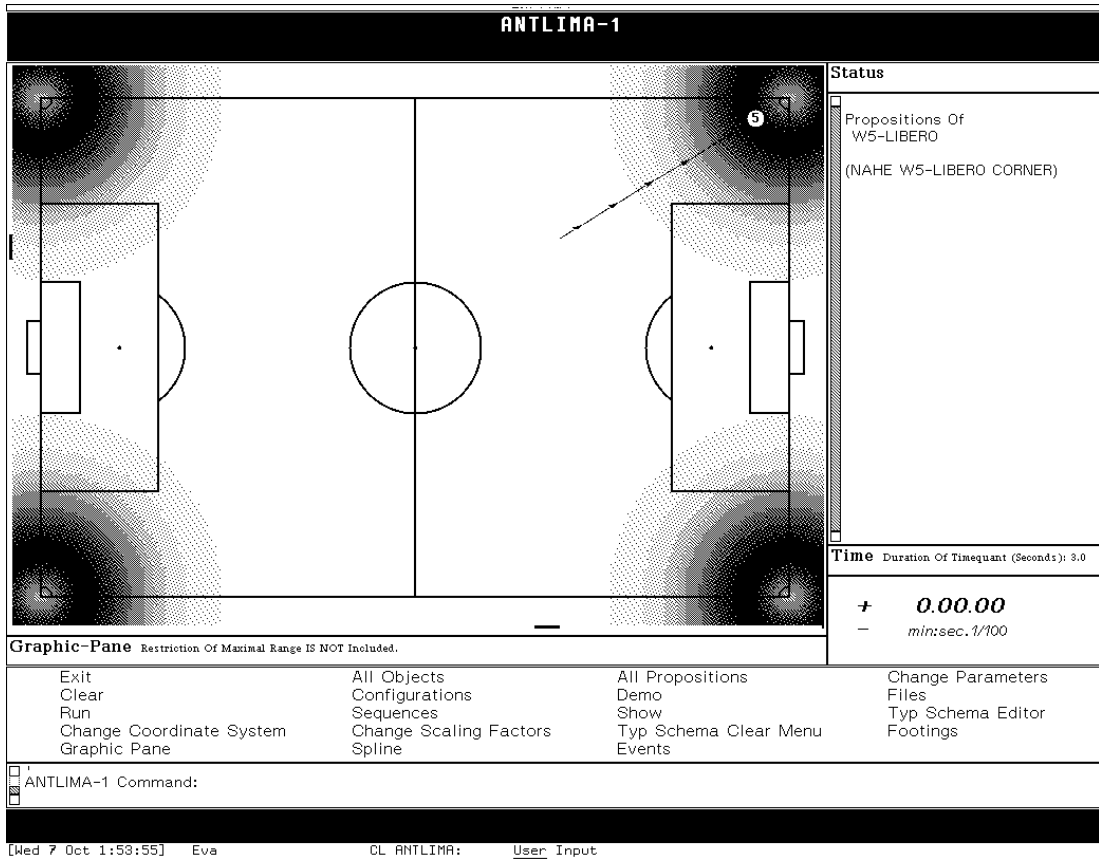 ANTLIMA-1
Status
5
Propositions Of
W5-LIBERO
(NAHE W5-LIBERO CORNER)
Time Duration Of Timequant (Seconds): 3.0
+ 0.00.00
− min:sec.1/100
Graphic-Pane Restriction Of Maximal Range IS NOT Included.
Exit All Objects All Propositions Change Parameters
Clear Configurations Demo Files
Run Sequences Show Typ Schema Editor
Change Coordinate System Change Scaling Factors Typ Schema Clear Menu Footings
Graphic Pane Spline Events
ANTLIMA-1 Command:
[Wed 7 Oct 1:53:55] Eva CL ANTLIMA: User Input